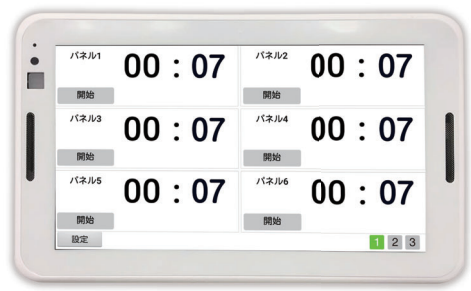 パネル1 00 : 07
開始
パネル2 00 : 07
開始
パネル3 00 : 07
開始
パネル4 00 : 07
開始
パネル5 00 : 07
開始
パネル6 00 : 07
開始
設定
1 2 3